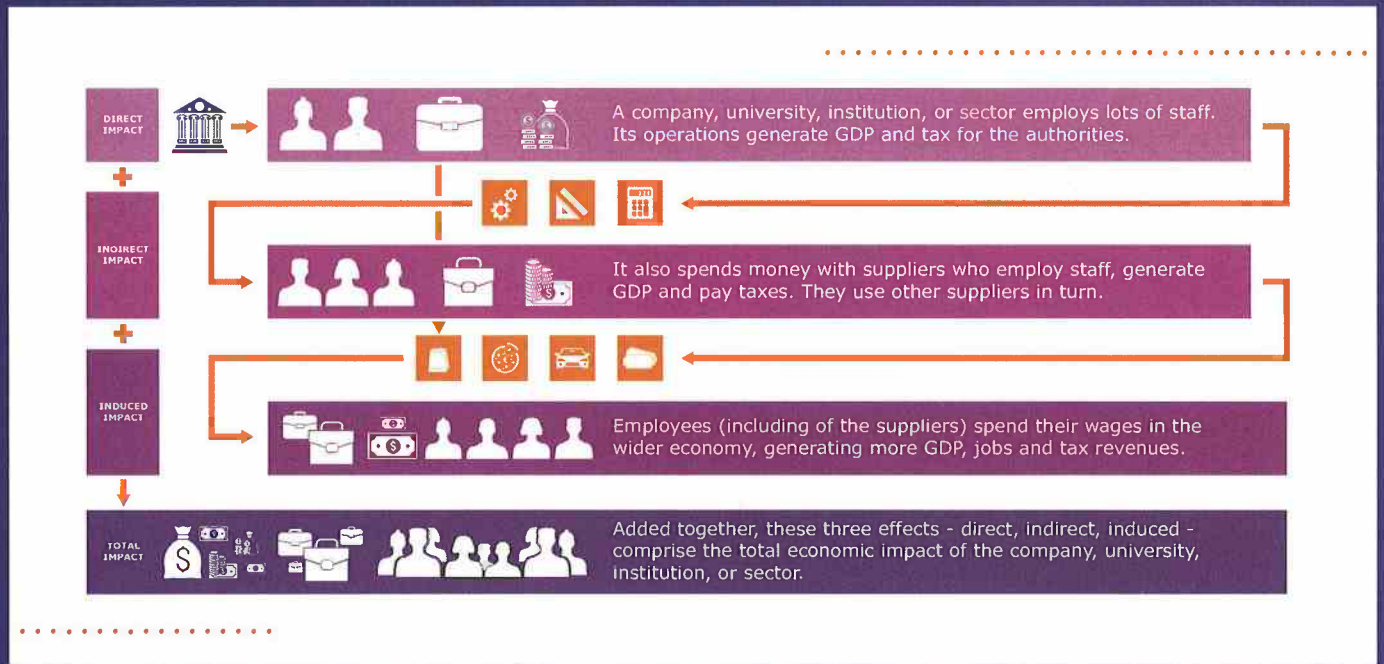 DIRECT
IMPACT
A company, university, institution, or sector employs lots of staff.
Its operations generate GDP and tax for the authorities.
INDIRECT
IMPACT
It also spends money with suppliers who employ staff, generate
GDP and pay taxes. They use other suppliers in turn.
INDUCED
IMPACT
Employees (including of the suppliers) spend their wages in the
wider economy, generating more GDP, jobs and tax revenues.
TOTAL
IMPACT
Added together, these three effects - direct, indirect, induced -
comprise the total economic impact of the company, university,
institution, or sector.